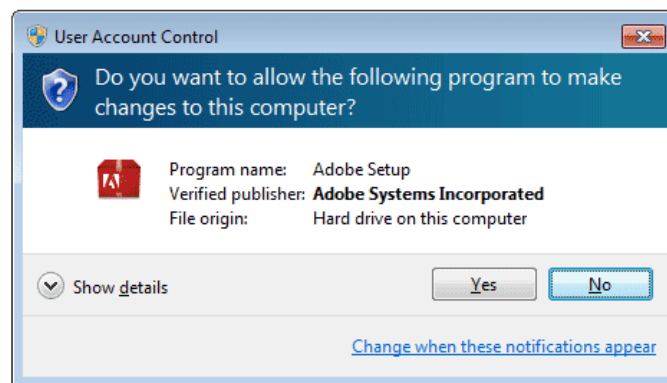 User Account Control
Do you want to allow the following program to make
changes to this computer?
Program name: Adobe Setup
Verified publisher: Adobe Systems Incorporated
File origin: Hard drive on this computer
Show details
Yes
No
Change when these notifications appear